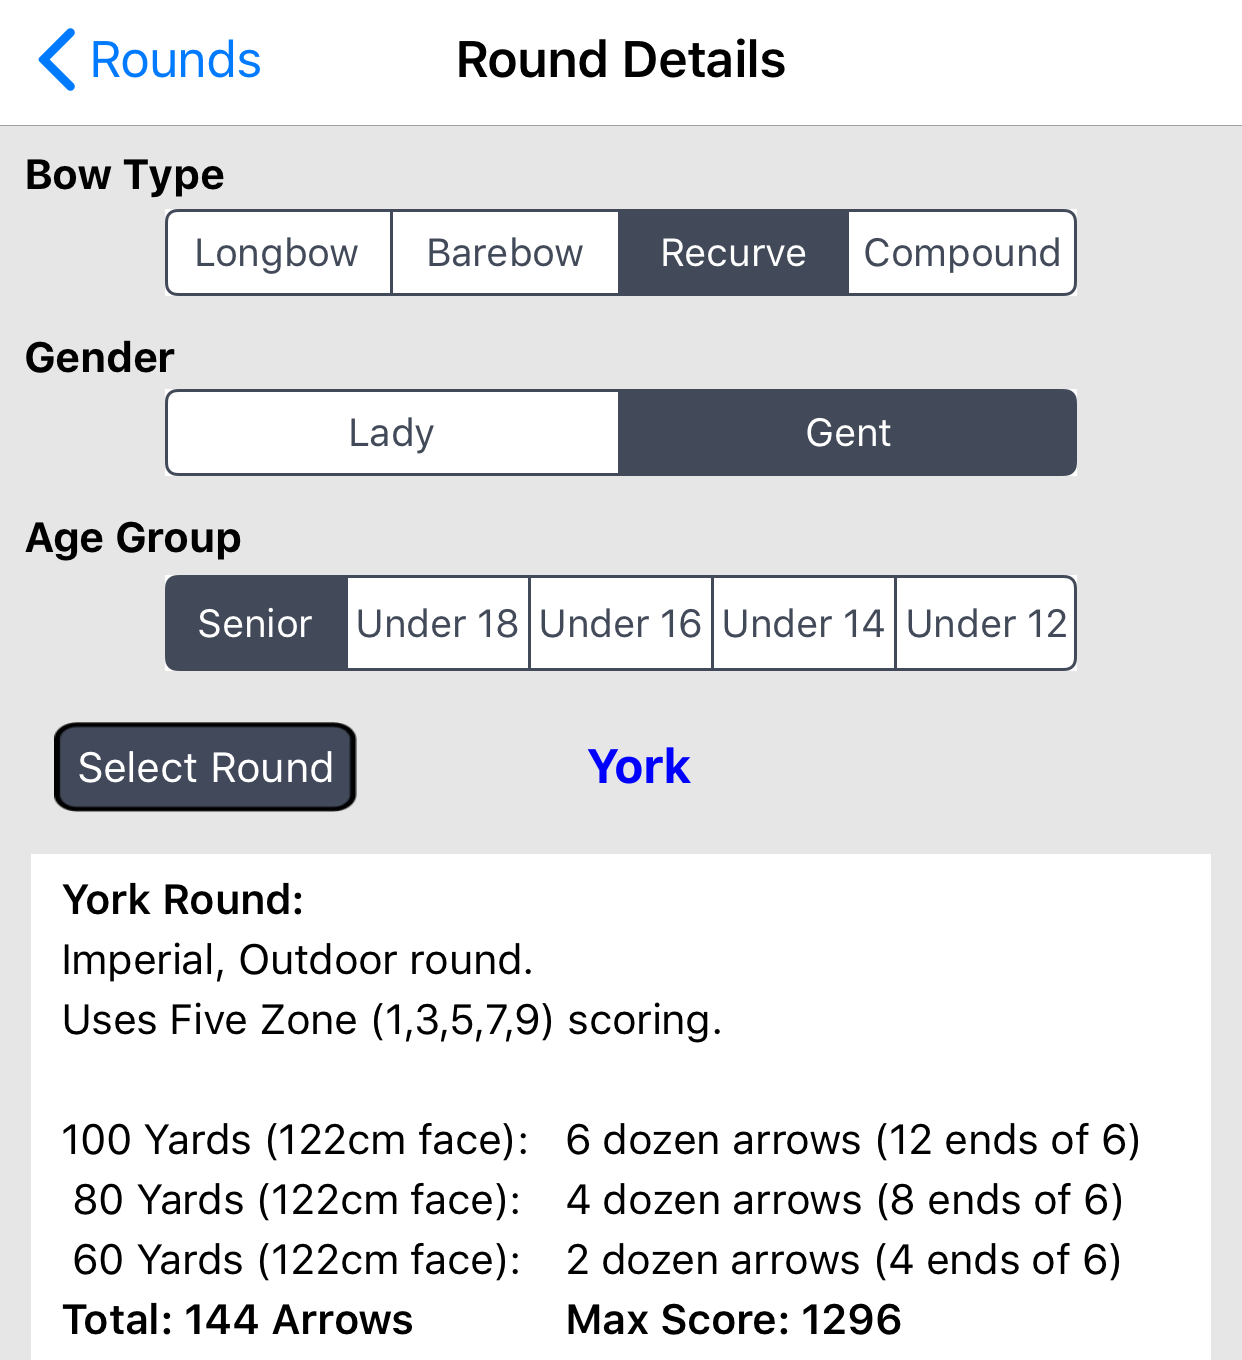 Rounds Round Details
Bow Type
Longbow Barebow Recurve Compound
Gender
Lady Gent
Age Group
Senior Under 18 Under 16 Under 14 Under 12
Select Round York
York Round:
Imperial, Outdoor round.
Uses Five Zone (1,3,5,7,9) scoring.
100 Yards (122cm face): 6 dozen arrows (12 ends of 6)
80 Yards (122cm face): 4 dozen arrows (8 ends of 6)
60 Yards (122cm face): 2 dozen arrows (4 ends of 6)
Total: 144 Arrows Max Score: 1296